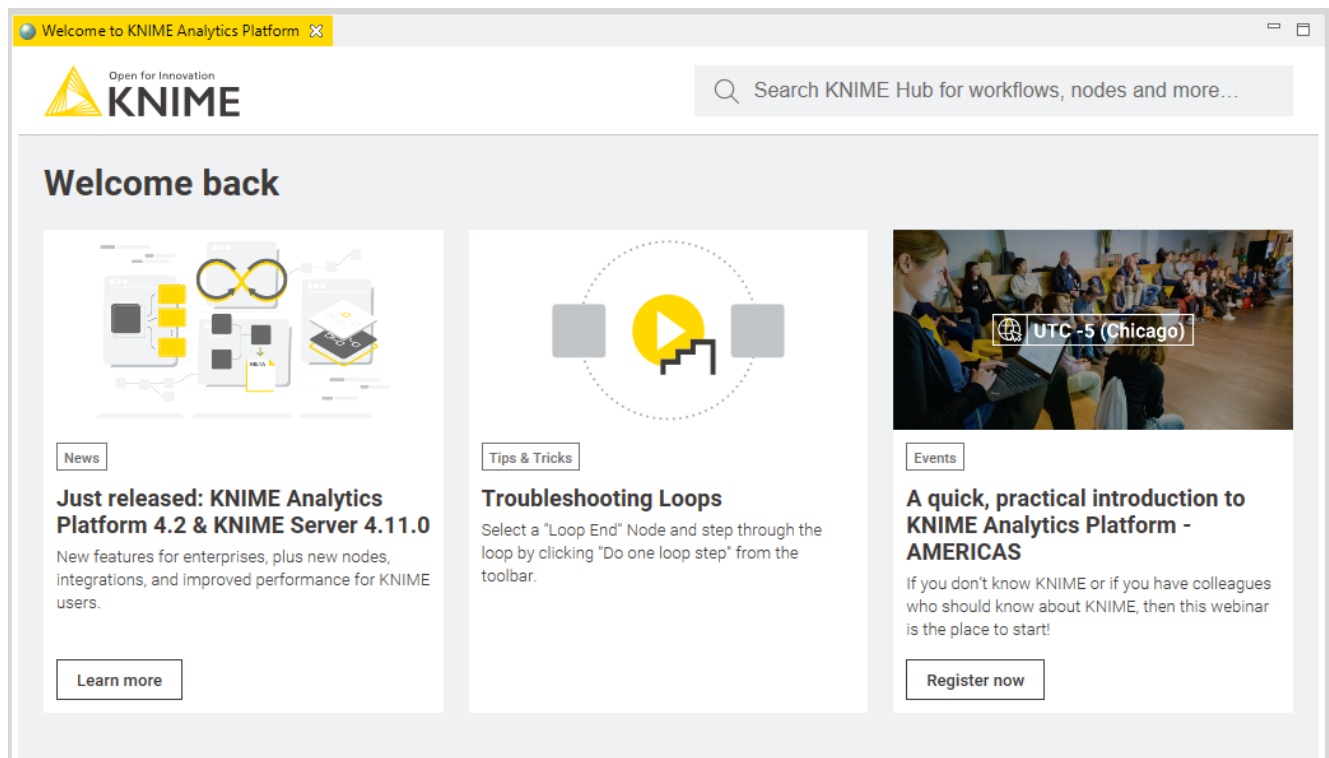 Welcome to KNIME Analytics Platform
Open for Innovation
KNIME
Search KNIME Hub for workflows, nodes and more...
Welcome back
UTC -5 (Chicago)
News
Just released: KNIME Analytics
Platform 4.2 & KNIME Server 4.11.0
New features for enterprises, plus new nodes,
integrations, and improved performance for KNIME
users.
Learn more
Tips & Tricks
Troubleshooting Loops
Select a "Loop End" Node and step through the
loop by clicking "Do one loop step" from the
toolbar.
Events
A quick, practical introduction to
KNIME Analytics Platform -
AMERICAS
If you don't know KNIME or if you have colleagues
who should know about KNIME, then this webinar
is the place to start!
Register now